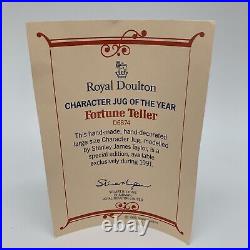 Royal Doulton
CHARACTER JUG OF THE YEAR
Fortune Teller
D6874
This hand-made, hand-decorated
large size Character Jug, modelled
by Stanley James Taylor, is a
special edition, available
exclusively during 1991.